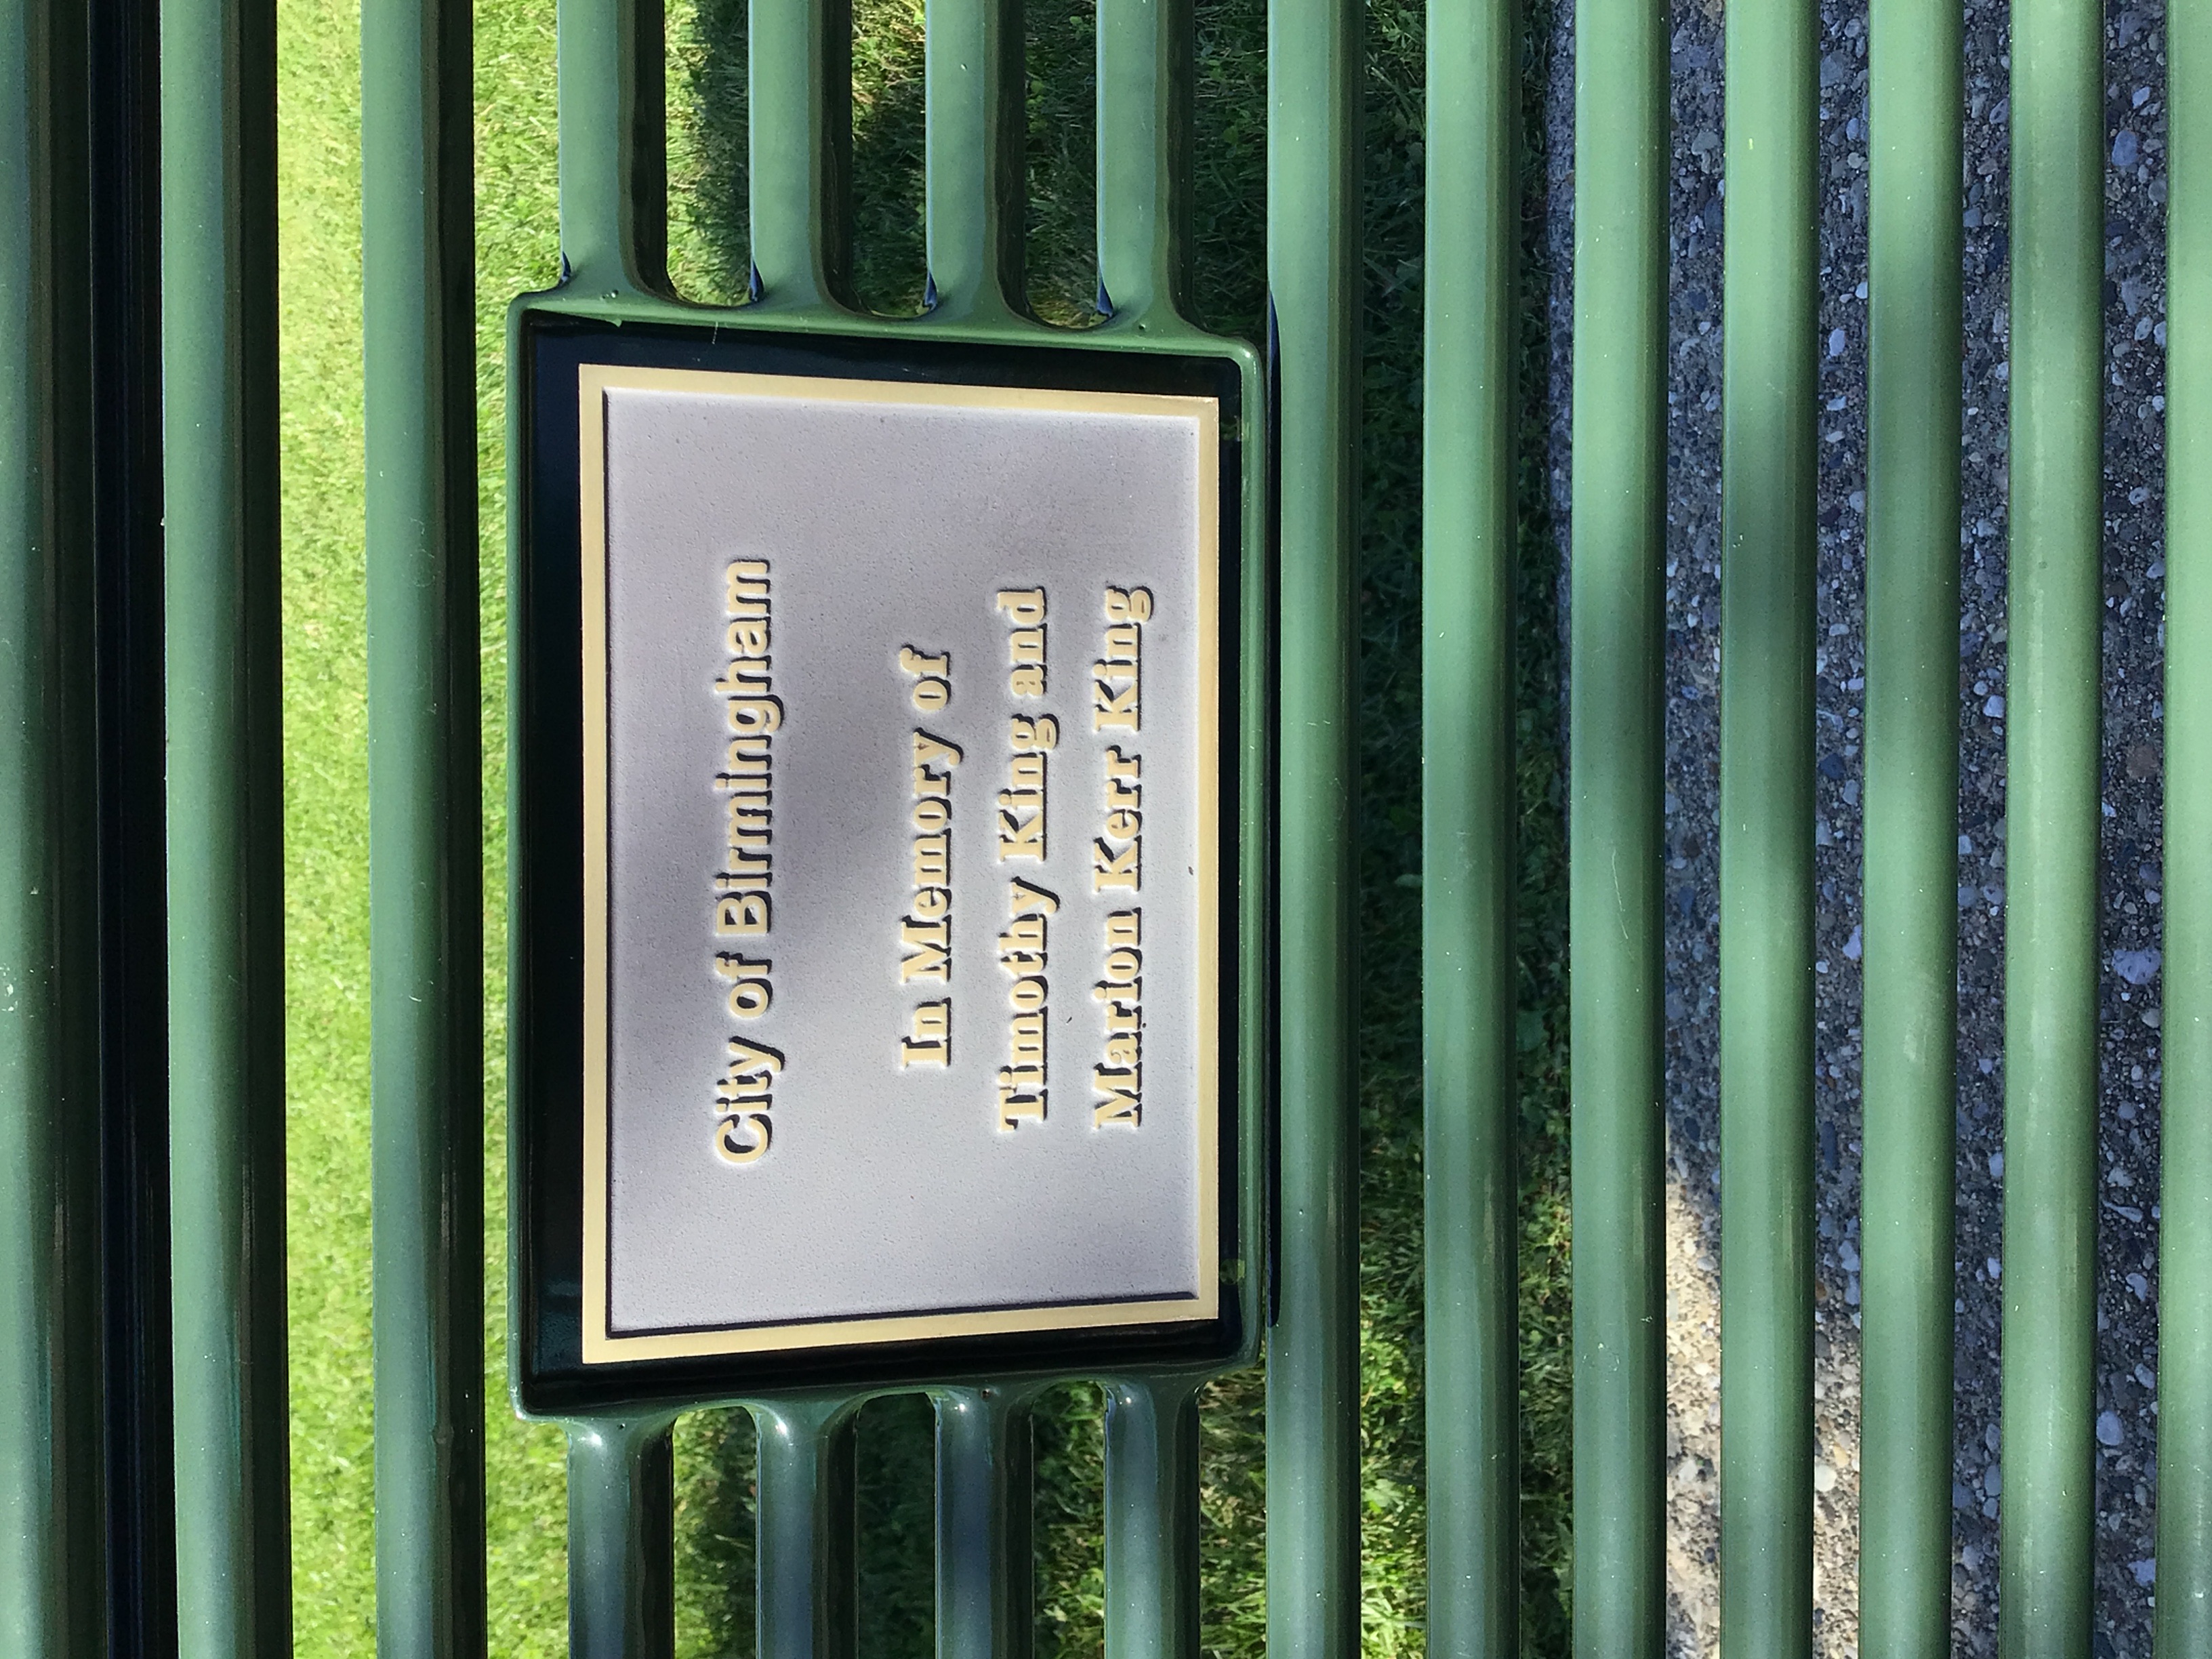 City of Birmingham
In Memory of
Timothy King and
Marion Kerr King